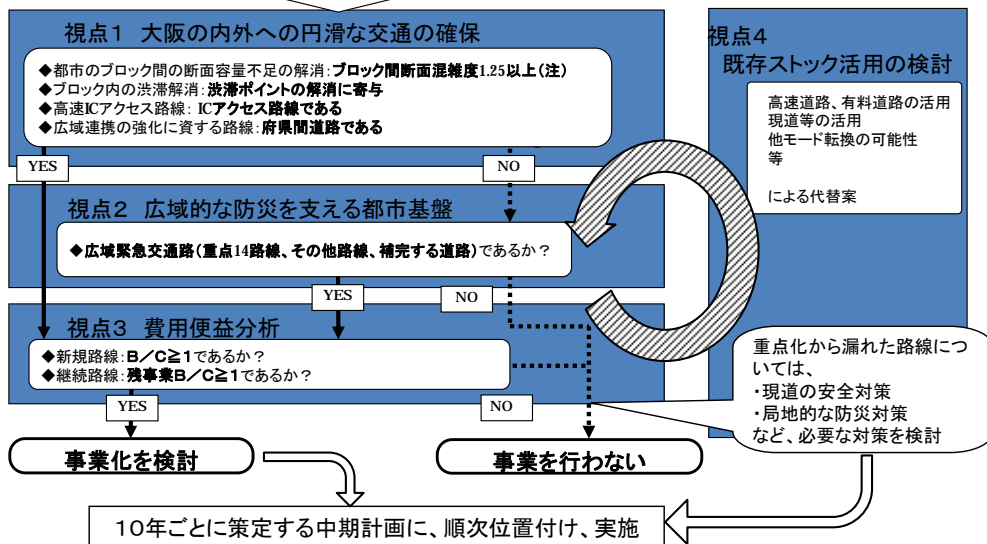 視点1 大阪の内外への円滑な交通の確保
◆都市のブロック間の断面容量不足の解消:ブロック間断面混雑度1.25以上(注)
◆ブロック内の渋滞解消:渋滞ポイントの解消に寄与
◆高速ICアクセス路線: ICアクセス路線である
◆広域連携の強化に資する路線:府県間道路である
YES
NO
視点2 広域的な防災を支える都市基盤
◆広域緊急交通路(重点14路線、その他路線、補完する道路)であるか?
YES
NO
視点3 費用便益分析
◆新規路線:B/C≧1であるか?
◆継続路線:残事業B/C≧1であるか?
YES
NO
事業化を検討
事業を行わない
視点4
既存ストック活用の検討
高速道路、有料道路の活用
現道等の活用
他モード転換の可能性
等
による代替案
重点化から漏れた路線につ
いては、
・現道の安全対策
・局地的な防災対策
など、必要な対策を検討
10年ごとに策定する中期計画に、順次位置付け、実施